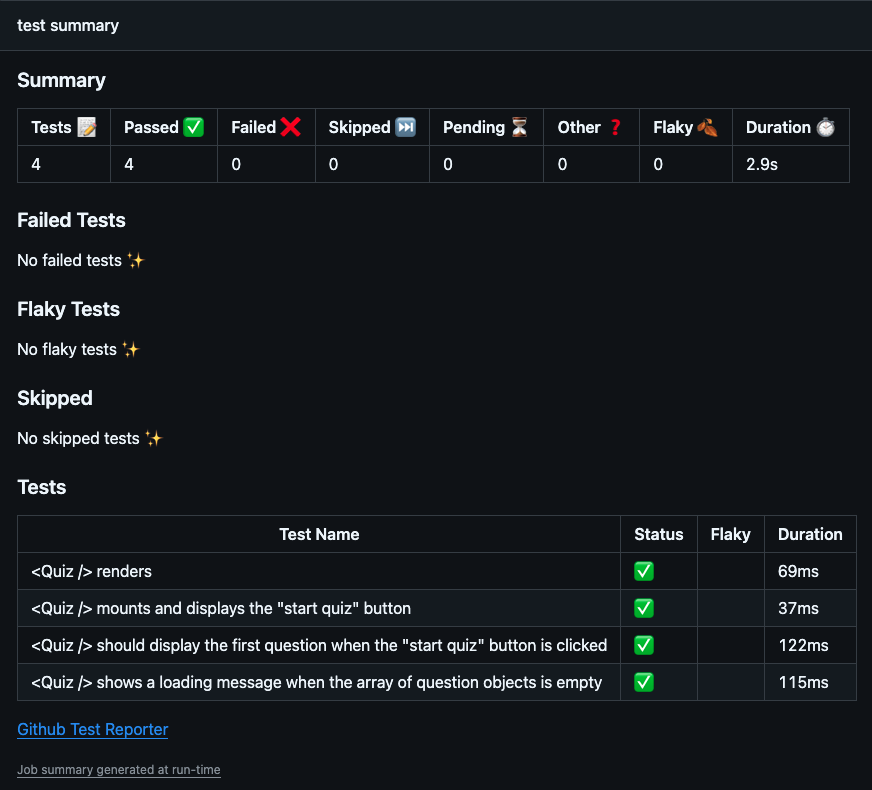 test summary
Summary
Tests 📝 Passed ✅ Failed ❌ Skipped ⏭️ Pending ⏳ Other ❓ Flaky 🍂 Duration ⏱️
4 4 0 0 0 0 0 2.9s
Failed Tests
No failed tests ✨
Flaky Tests
No flaky tests ✨
Skipped
No skipped tests ✨
Tests
Test Name Status Flaky Duration
<Quiz /> renders ✅ 69ms
<Quiz /> mounts and displays the "start quiz" button ✅ 37ms
<Quiz /> should display the first question when the "start quiz" button is clicked ✅ 122ms
<Quiz /> shows a loading message when the array of question objects is empty ✅ 115ms
Github Test Reporter
Job summary generated at run-time